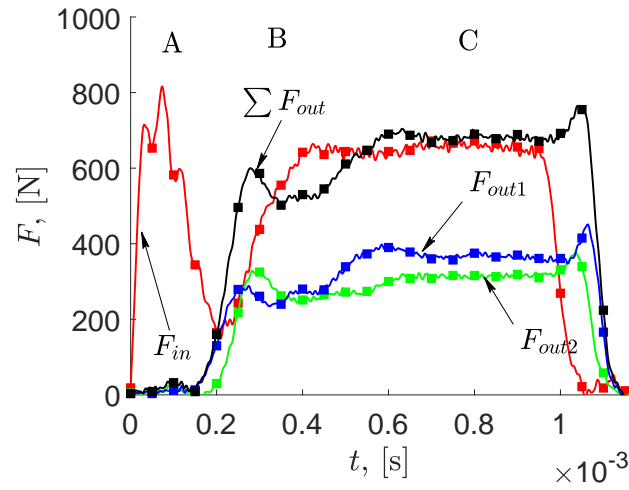 A B C
1000
800
600
400
200
0
F, [N]
∑ F_out
F_in
F_out1
F_out2
0 0.2 0.4 0.6 0.8 1
t, [s]
×10^-3